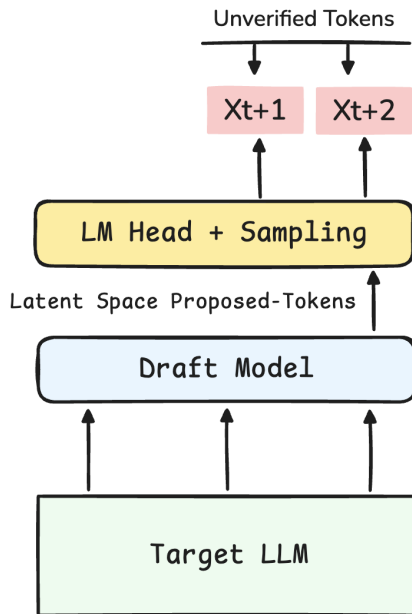 Unverified Tokens
Xt+1 Xt+2
LM Head + Sampling
Latent Space Proposed-Tokens
Draft Model
Target LLM